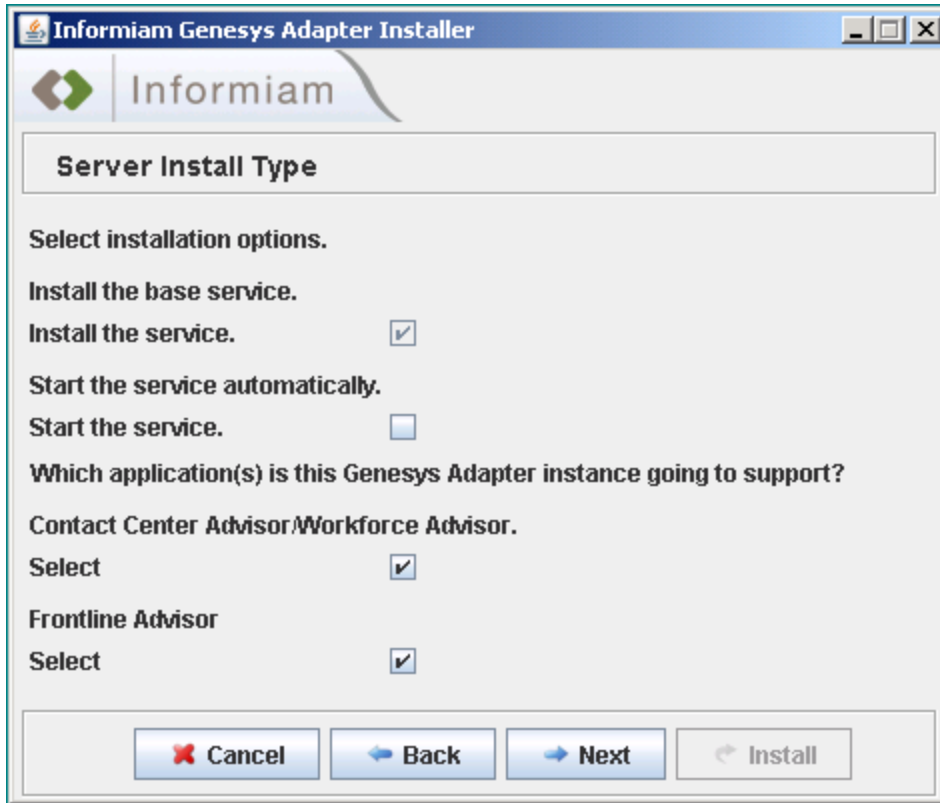 Informiam Genesys Adapter Installer
Informiam
Server Install Type
Select installation options.
Install the base service.
Install the service.
Start the service automatically.
Start the service.
Which application(s) is this Genesys Adapter instance going to support?
Contact Center Advisor/Workforce Advisor.
Select
Frontline Advisor
Select
Cancel Back Next Install